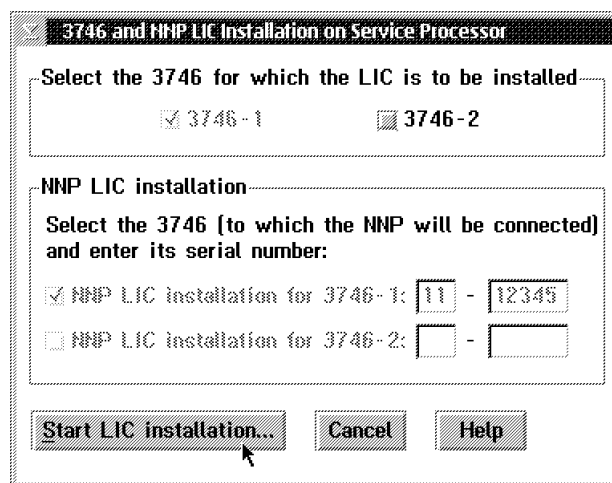 3746 and NNP LIC Installation on Service Processor
Select the 3746 for which the LIC is to be installed
3746-1 3746-2
NNP LIC installation
Select the 3746 (to which the NNP will be connected)
and enter its serial number:
NNP LIC installation for 3746-1: 11 - 12345
NNP LIC installation for 3746-2: -
Start LIC installation... Cancel Help